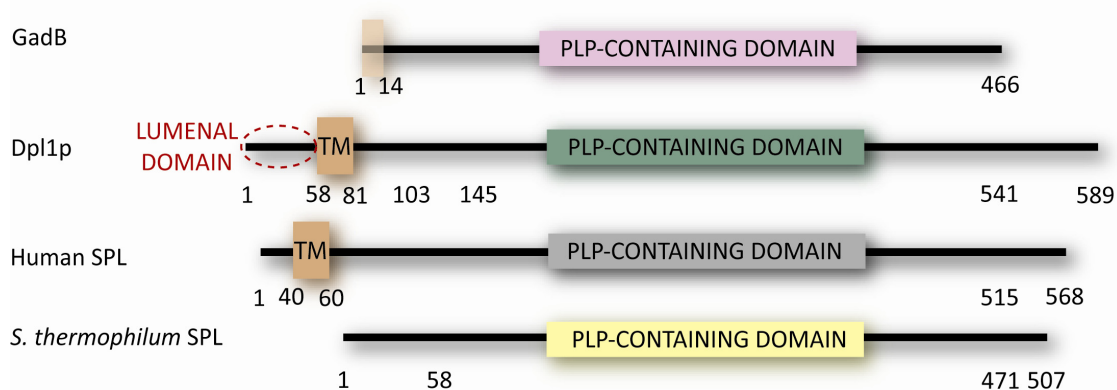 GadB
PLP-CONTAINING DOMAIN
1 14 466
LUMENAL
DOMAIN
Dpl1p
TM
PLP-CONTAINING DOMAIN
1 58 81 103 145 541 589
Human SPL
TM
PLP-CONTAINING DOMAIN
1 40 60 515 568
S. thermophilum SPL
PLP-CONTAINING DOMAIN
1 58 471 507